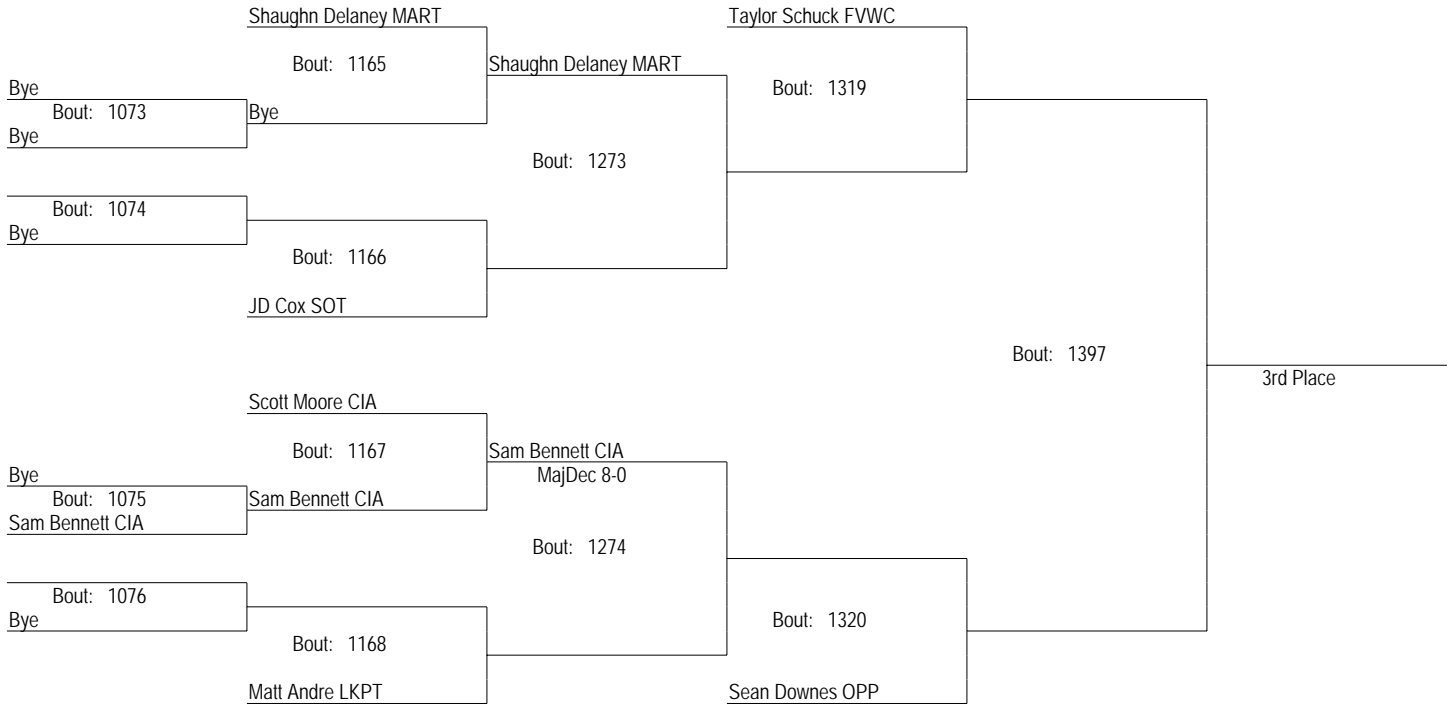 Shaughn Delaney MART
Taylor Schuck FVWC
Bout: 1165
Shaughn Delaney MART
Bye
Bout: 1319
Bout: 1073
Bye
Bye
Bout: 1273
Bout: 1074
Bye
Bout: 1166
JD Cox SOT
Bout: 1397
3rd Place
Scott Moore CIA
Bout: 1167
Sam Bennett CIA
Bye
MajDec 8-0
Bout: 1075
Sam Bennett CIA
Sam Bennett CIA
Bout: 1274
Bout: 1076
Bye
Bout: 1320
Bout: 1168
Matt Andre LKPT
Sean Downes OPP